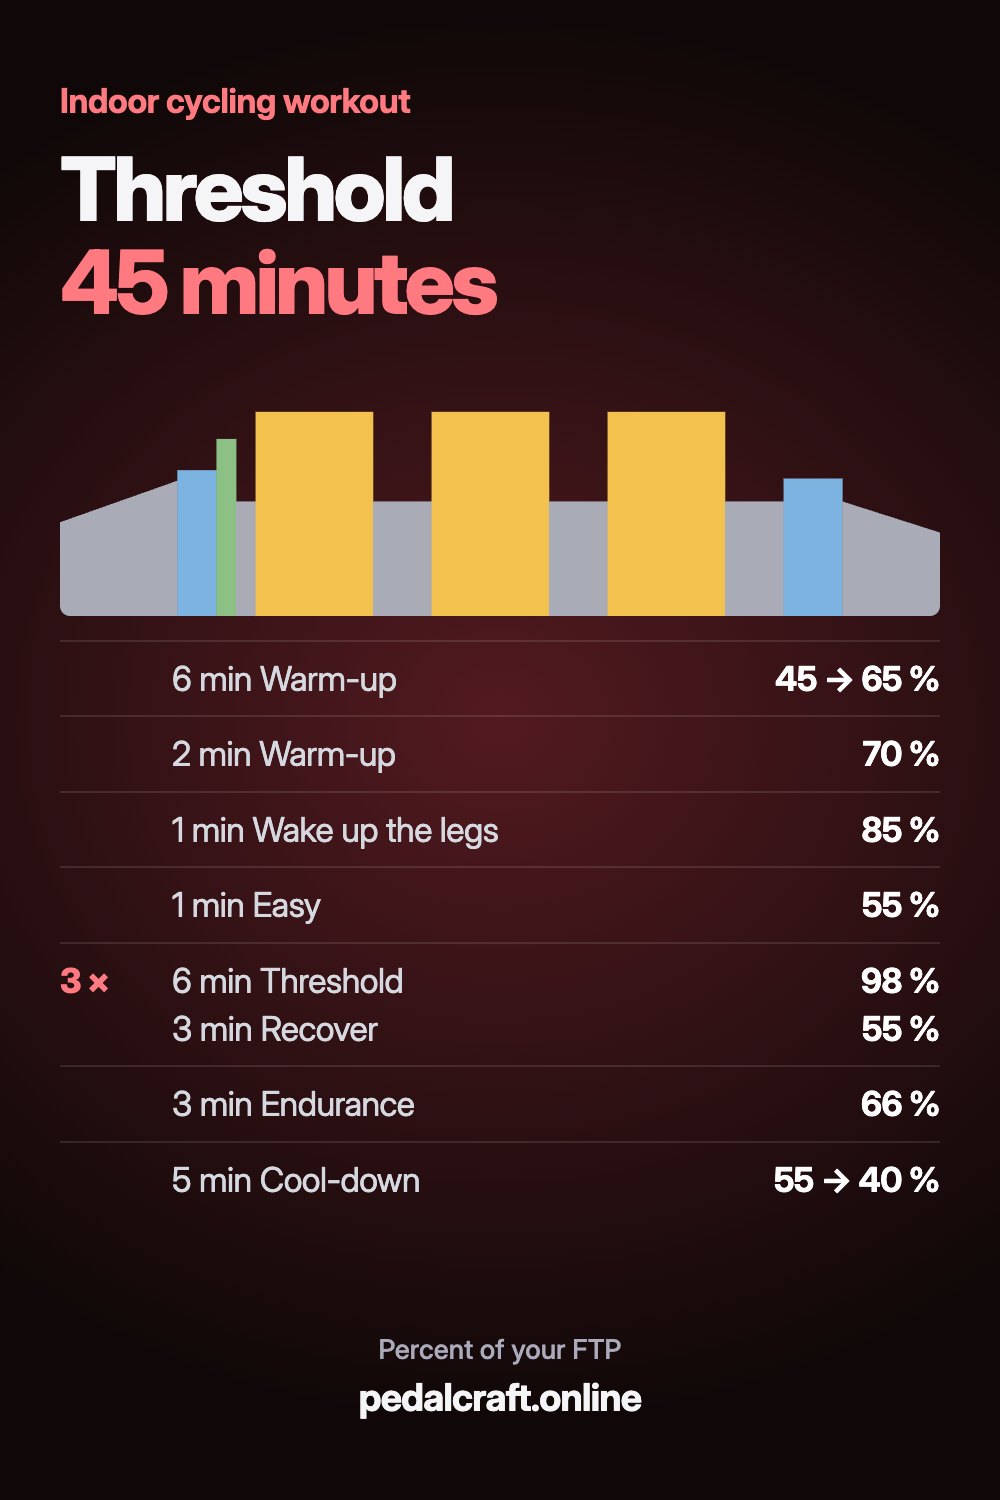 Indoor cycling workout
Threshold
45 minutes
6 min Warm-up 45 → 65 %
2 min Warm-up 70 %
1 min Wake up the legs 85 %
1 min Easy 55 %
3 × 6 min Threshold 98 %
3 min Recover 55 %
3 min Endurance 66 %
5 min Cool-down 55 → 40 %
Percent of your FTP
pedalcraft.online